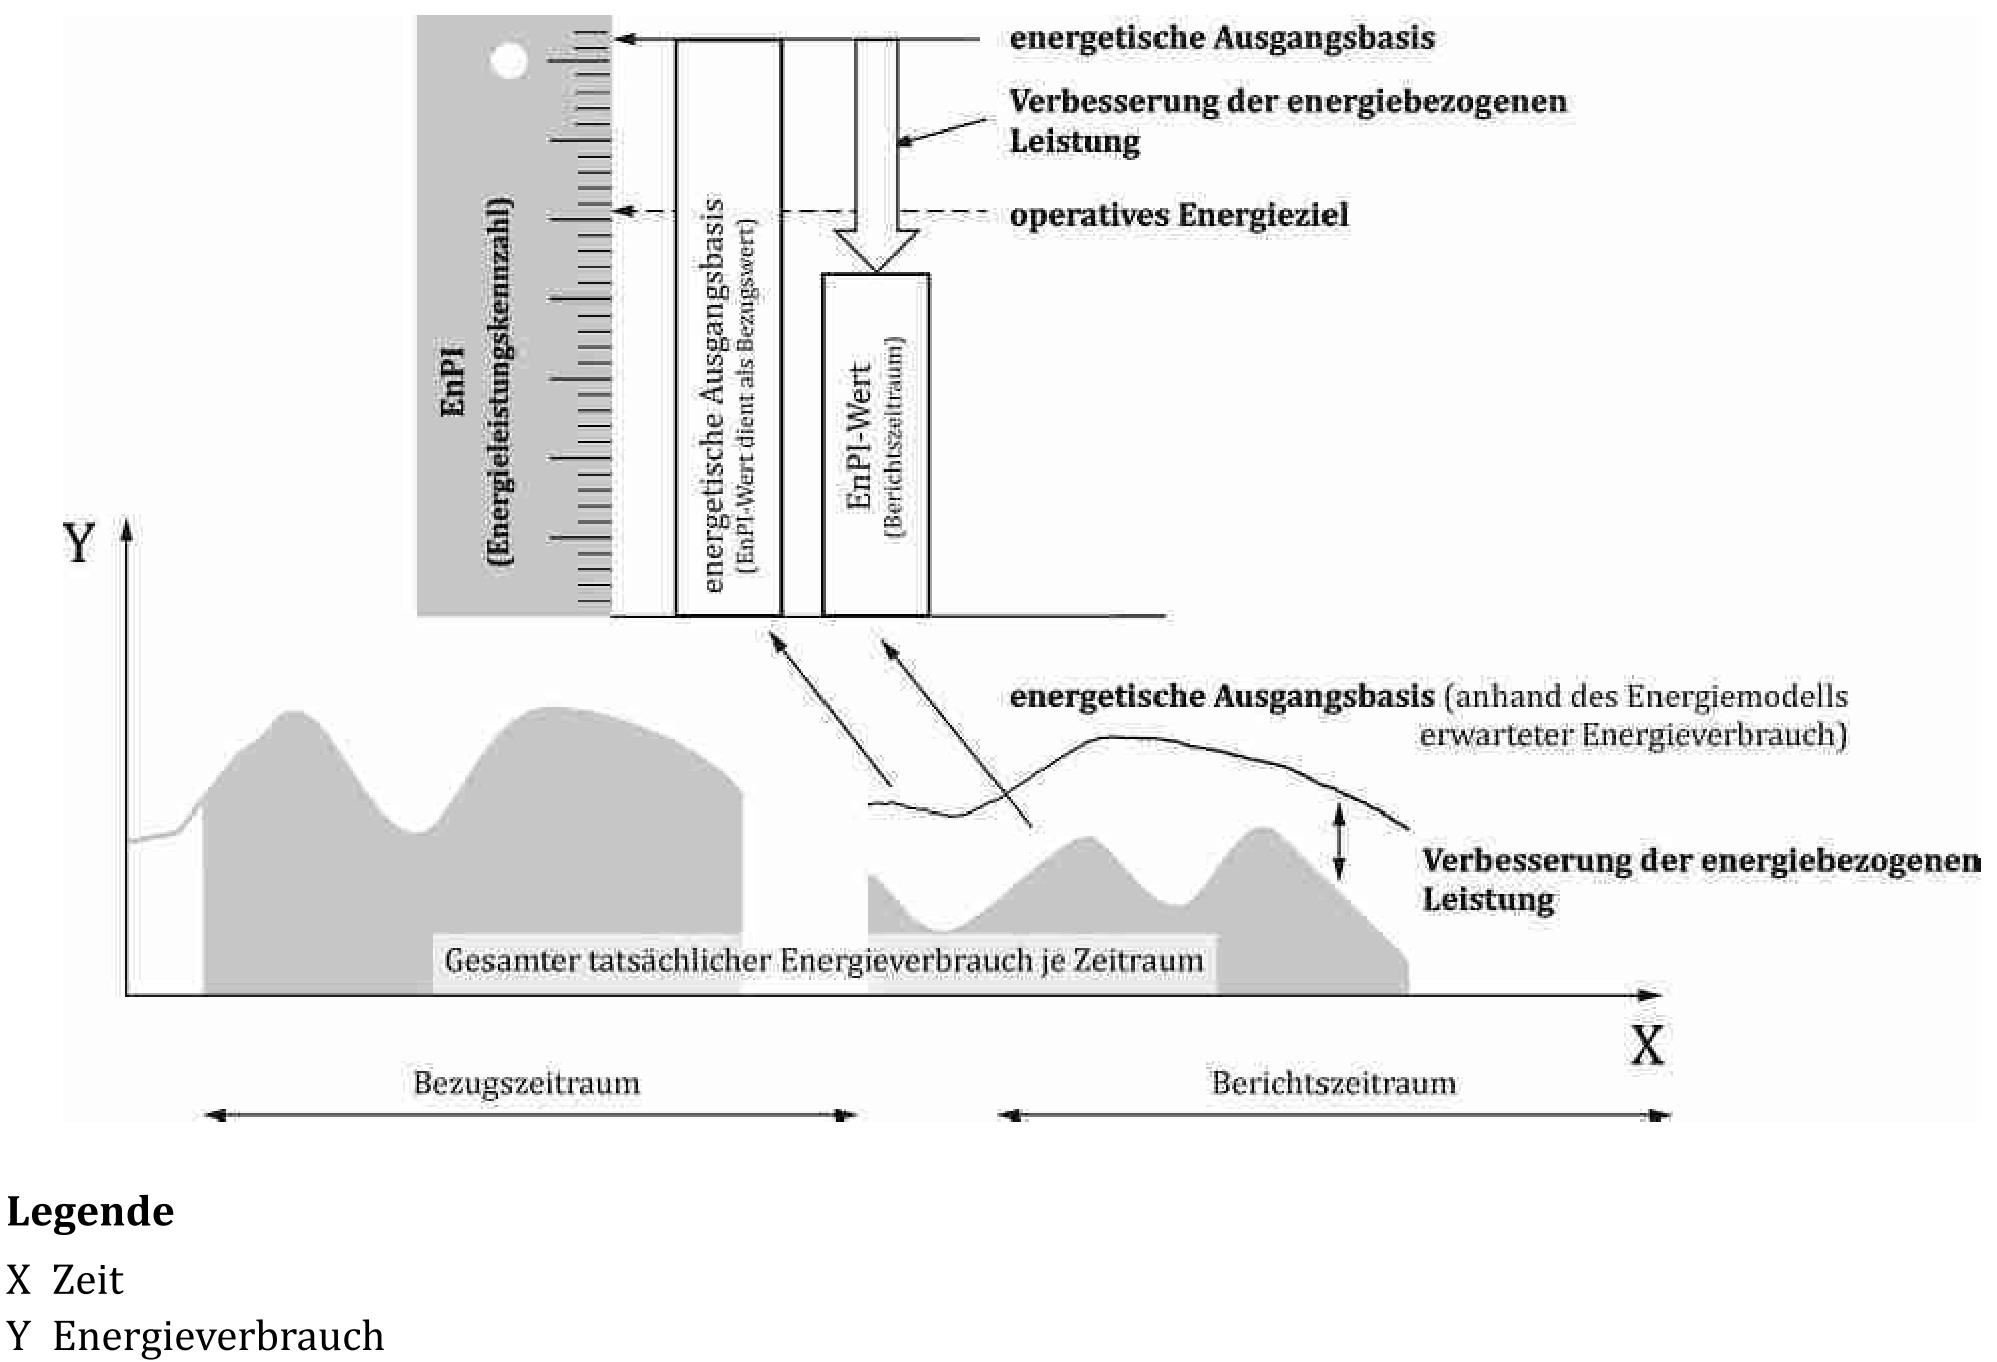 energetische Ausgangsbasis
Verbesserung der energiebezogenen
Leistung
operatives Energieziel
EnPI
(Energieleistungskennzahl)
energetische Ausgangsbasis
(EnPI-Wert dient als Bezugswert)
EnPI-Wert
(Berichtszeitraum)
Y
energetische Ausgangsbasis (anhand des Energiemodells
erwarteter Energieverbrauch)
Verbesserung der energiebezogenen
Leistung
Gesamter tatsächlicher Energieverbrauch je Zeitraum
X
Bezugszeitraum
Berichtszeitraum
Legende
X Zeit
Y Energieverbrauch